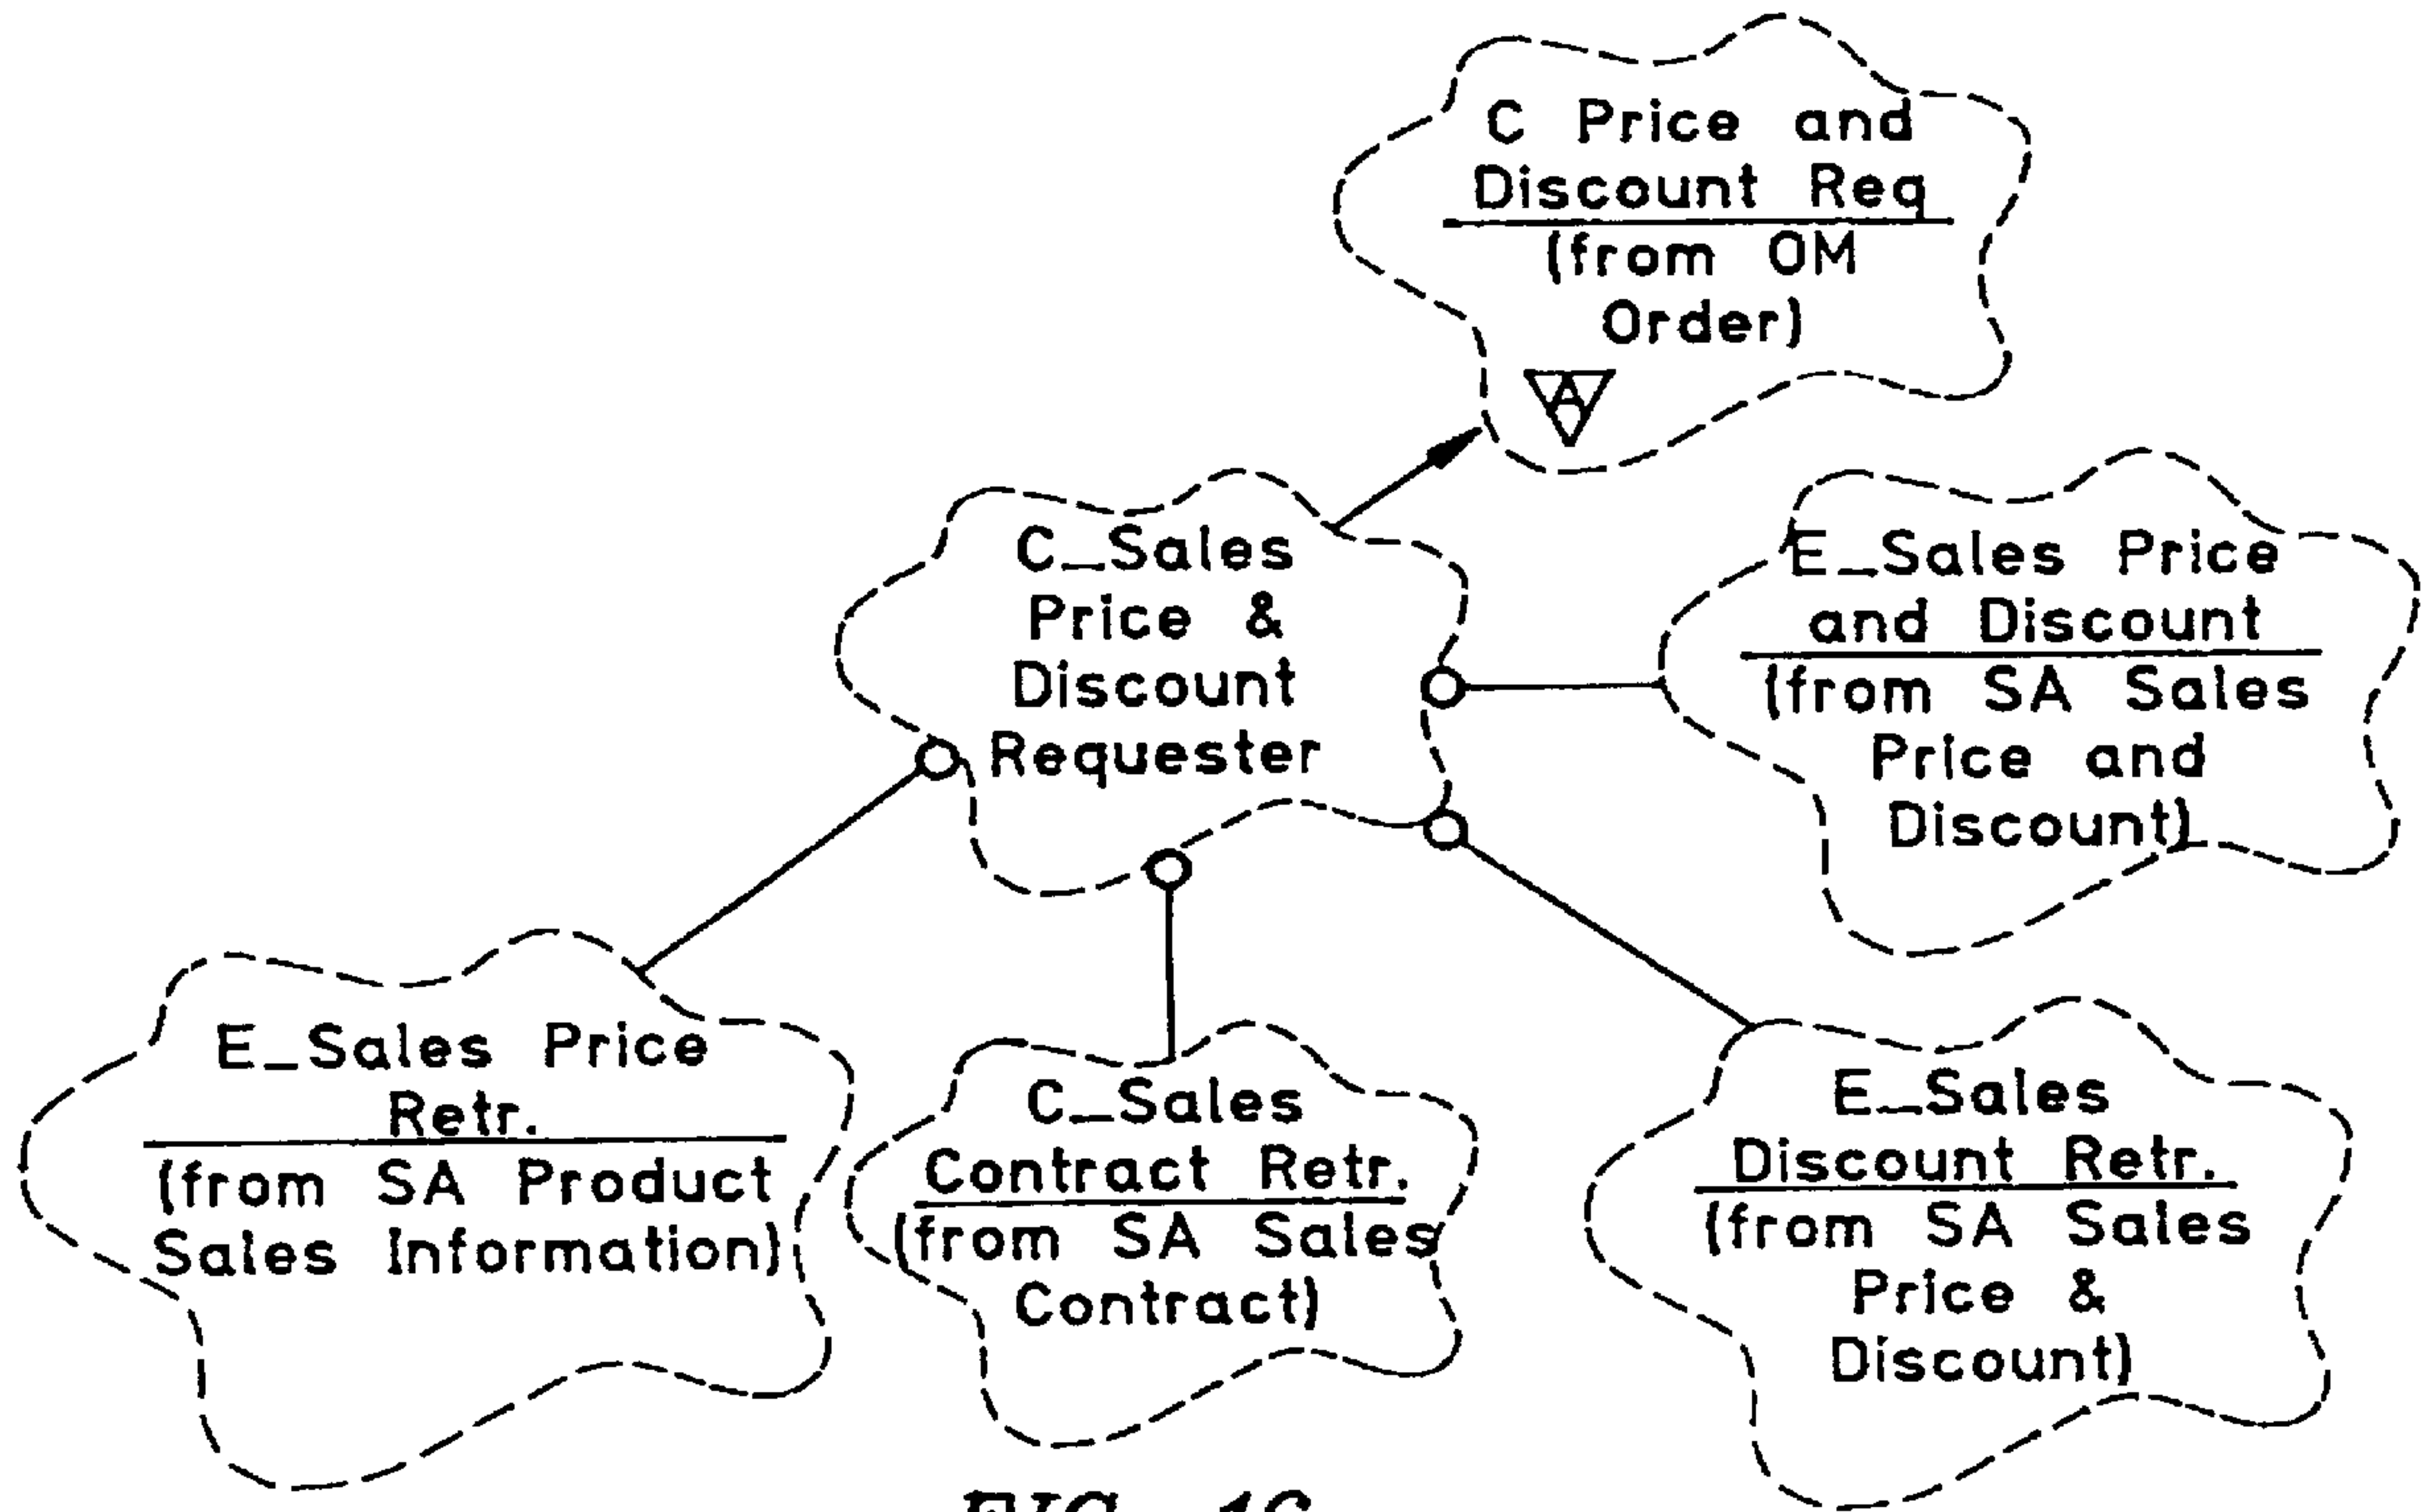 C Price and
Discount Req
(from OM
Order)
A
C_Sales
Price &
Discount
Requester
E_Sales Price
and Discount
(from SA Sales
Price and
Discount)
E_Sales Price
Retr.
(from SA Product
Sales Information)
C_Sales
Contract Retr.
(from SA Sales
Contract)
E_Sales
Discount Retr.
(from SA Sales
Price &
Discount)